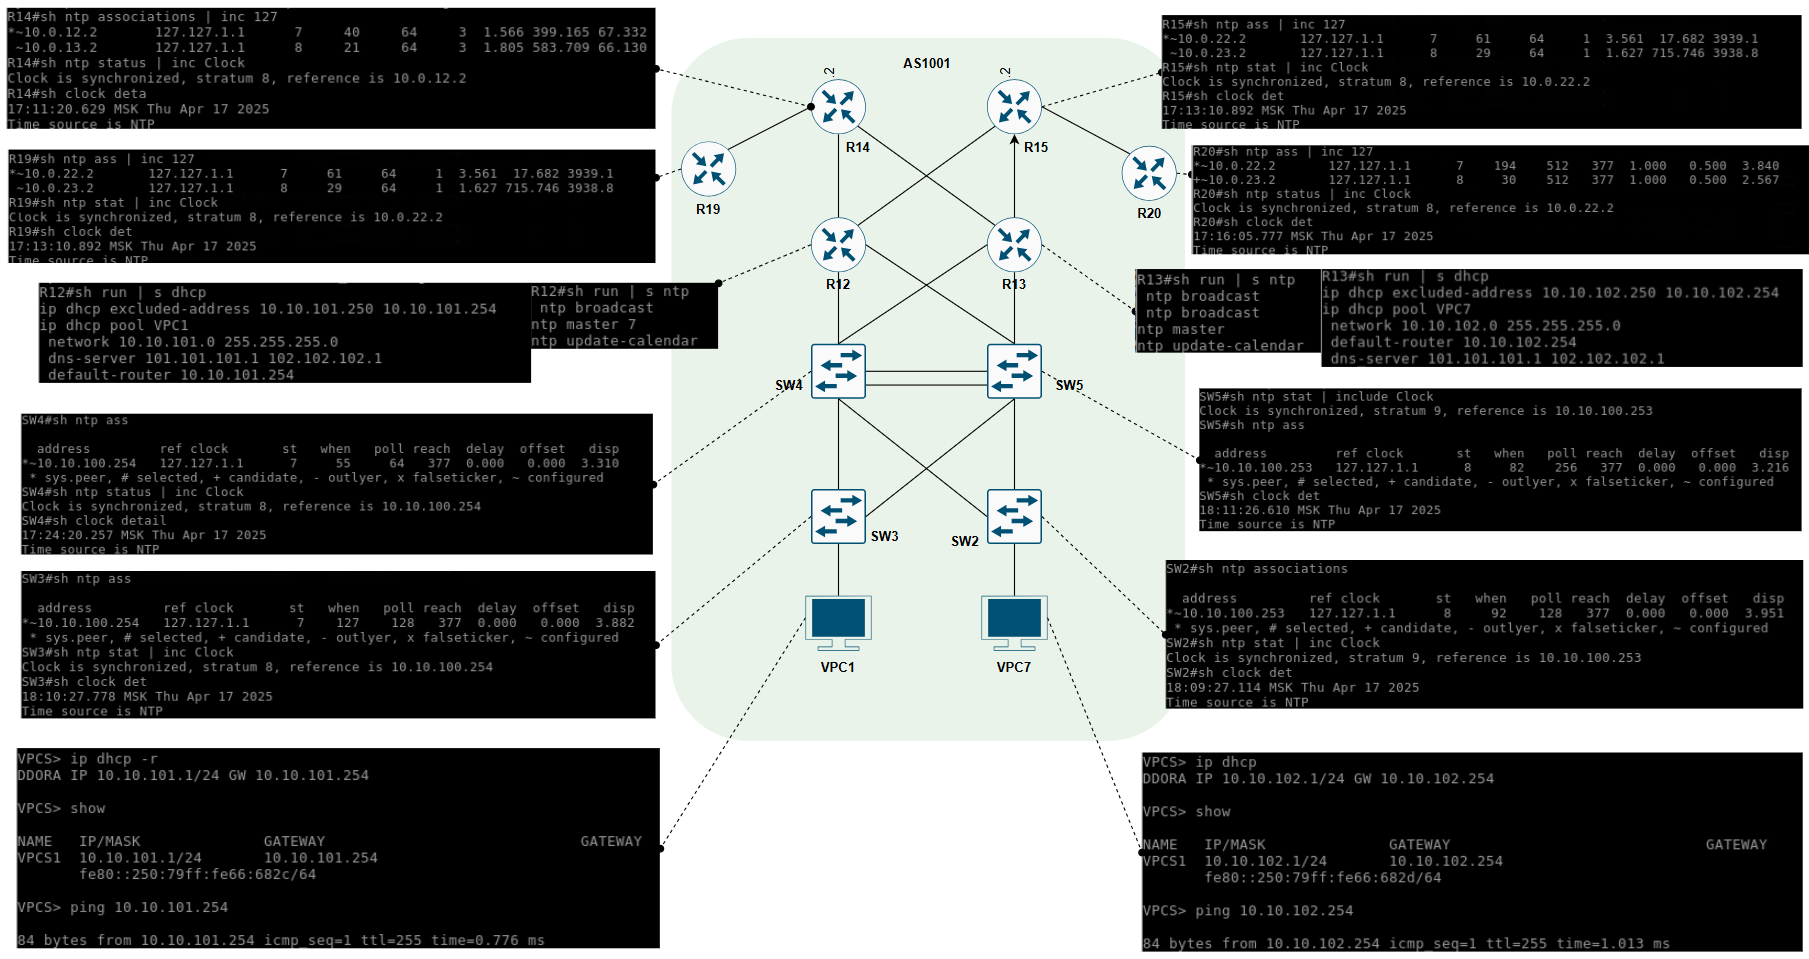 R14#sh ntp associations | inc 127
*~10.0.12.2       127.127.1.1      7     40     64     3  1.566 399.165 67.332
 ~10.0.13.2       127.127.1.1      8     21     64     3  1.805 583.709 66.130
R14#sh ntp status | inc Clock
Clock is synchronized, stratum 8, reference is 10.0.12.2
R14#sh clock deta
17:11:20.629 MSK Thu Apr 17 2025
Time source is NTP
R19#sh ntp ass | inc 127
*~10.0.22.2       127.127.1.1      7     61     64     1  3.561  17.682 3939.1
 ~10.0.23.2       127.127.1.1      8     29     64     1  1.627 715.746 3938.8
R19#sh ntp stat | inc Clock
Clock is synchronized, stratum 8, reference is 10.0.22.2
R19#sh clock det
17:13:10.892 MSK Thu Apr 17 2025
Time source is NTP
R12#sh run | s dhcp
ip dhcp excluded-address 10.10.101.250 10.10.101.254
ip dhcp pool VPC1
 network 10.10.101.0 255.255.255.0
 dns-server 101.101.101.1 102.102.102.1
 default-router 10.10.101.254
R12#sh run | s ntp
 ntp broadcast
ntp master 7
ntp update-calendar
SW4#sh ntp ass
  address         ref clock       st   when   poll reach  delay  offset   disp
*~10.10.100.254   127.127.1.1      7     55     64   377  0.000   0.000  3.310
 * sys.peer, # selected, + candidate, - outlyer, x falseticker, ~ configured
SW4#sh ntp status | inc Clock
Clock is synchronized, stratum 8, reference is 10.10.100.254
SW4#sh clock detail
17:24:20.257 MSK Thu Apr 17 2025
Time source is NTP
SW3#sh ntp ass
  address         ref clock       st   when   poll reach  delay  offset   disp
*~10.10.100.254   127.127.1.1      7    127    128   377  0.000   0.000  3.882
 * sys.peer, # selected, + candidate, - outlyer, x falseticker, ~ configured
SW3#sh ntp stat | inc Clock
Clock is synchronized, stratum 8, reference is 10.10.100.254
SW3#sh clock det
18:10:27.778 MSK Thu Apr 17 2025
Time source is NTP
VPCS> ip dhcp -r
DDORA IP 10.10.101.1/24 GW 10.10.101.254
VPCS> show
NAME   IP/MASK              GATEWAY                             GATEWAY
VPCS1  10.10.101.1/24       10.10.101.254
       fe80::250:79ff:fe66:682c/64
VPCS> ping 10.10.101.254
84 bytes from 10.10.101.254 icmp_seq=1 ttl=255 time=0.776 ms
AS1001
2
2
R14
R15
R19
R20
R12
R13
SW4
SW5
SW3
SW2
VPC1
VPC7
R15#sh ntp ass | inc 127
*~10.0.22.2       127.127.1.1      7     61     64     1  3.561  17.682 3939.1
 ~10.0.23.2       127.127.1.1      8     29     64     1  1.627 715.746 3938.8
R15#sh ntp stat | inc Clock
Clock is synchronized, stratum 8, reference is 10.0.22.2
R15#sh clock det
17:13:10.892 MSK Thu Apr 17 2025
Time source is NTP
R20#sh ntp ass | inc 127
*~10.0.22.2       127.127.1.1      7    194    512   377  1.000   0.500  3.840
+~10.0.23.2       127.127.1.1      8     30    512   377  1.000   0.500  2.567
R20#sh ntp status | inc Clock
Clock is synchronized, stratum 8, reference is 10.0.22.2
R20#sh clock det
17:16:05.777 MSK Thu Apr 17 2025
Time source is NTP
R13#sh run | s ntp
 ntp broadcast
 ntp broadcast
ntp master
ntp update-calendar
R13#sh run | s dhcp
ip dhcp excluded-address 10.10.102.250 10.10.102.254
ip dhcp pool VPC7
 network 10.10.102.0 255.255.255.0
 default-router 10.10.102.254
 dns-server 101.101.101.1 102.102.102.1
SW5#sh ntp stat | include Clock
Clock is synchronized, stratum 9, reference is 10.10.100.253
SW5#sh ntp ass
  address         ref clock       st   when   poll reach  delay  offset   disp
*~10.10.100.253   127.127.1.1      8     82    256   377  0.000   0.000  3.216
 * sys.peer, # selected, + candidate, - outlyer, x falseticker, ~ configured
SW5#sh clock det
18:11:26.610 MSK Thu Apr 17 2025
Time source is NTP
SW2#sh ntp associations
  address         ref clock       st   when   poll reach  delay  offset   disp
*~10.10.100.253   127.127.1.1      8     92    128   377  0.000   0.000  3.951
 * sys.peer, # selected, + candidate, - outlyer, x falseticker, ~ configured
SW2#sh ntp stat | inc Clock
Clock is synchronized, stratum 9, reference is 10.10.100.253
SW2#sh clock det
18:09:27.114 MSK Thu Apr 17 2025
Time source is NTP
VPCS> ip dhcp
DDORA IP 10.10.102.1/24 GW 10.10.102.254
VPCS> show
NAME   IP/MASK              GATEWAY                             GATEWAY
VPCS1  10.10.102.1/24       10.10.102.254
       fe80::250:79ff:fe66:682d/64
VPCS> ping 10.10.102.254
84 bytes from 10.10.102.254 icmp_seq=1 ttl=255 time=1.013 ms